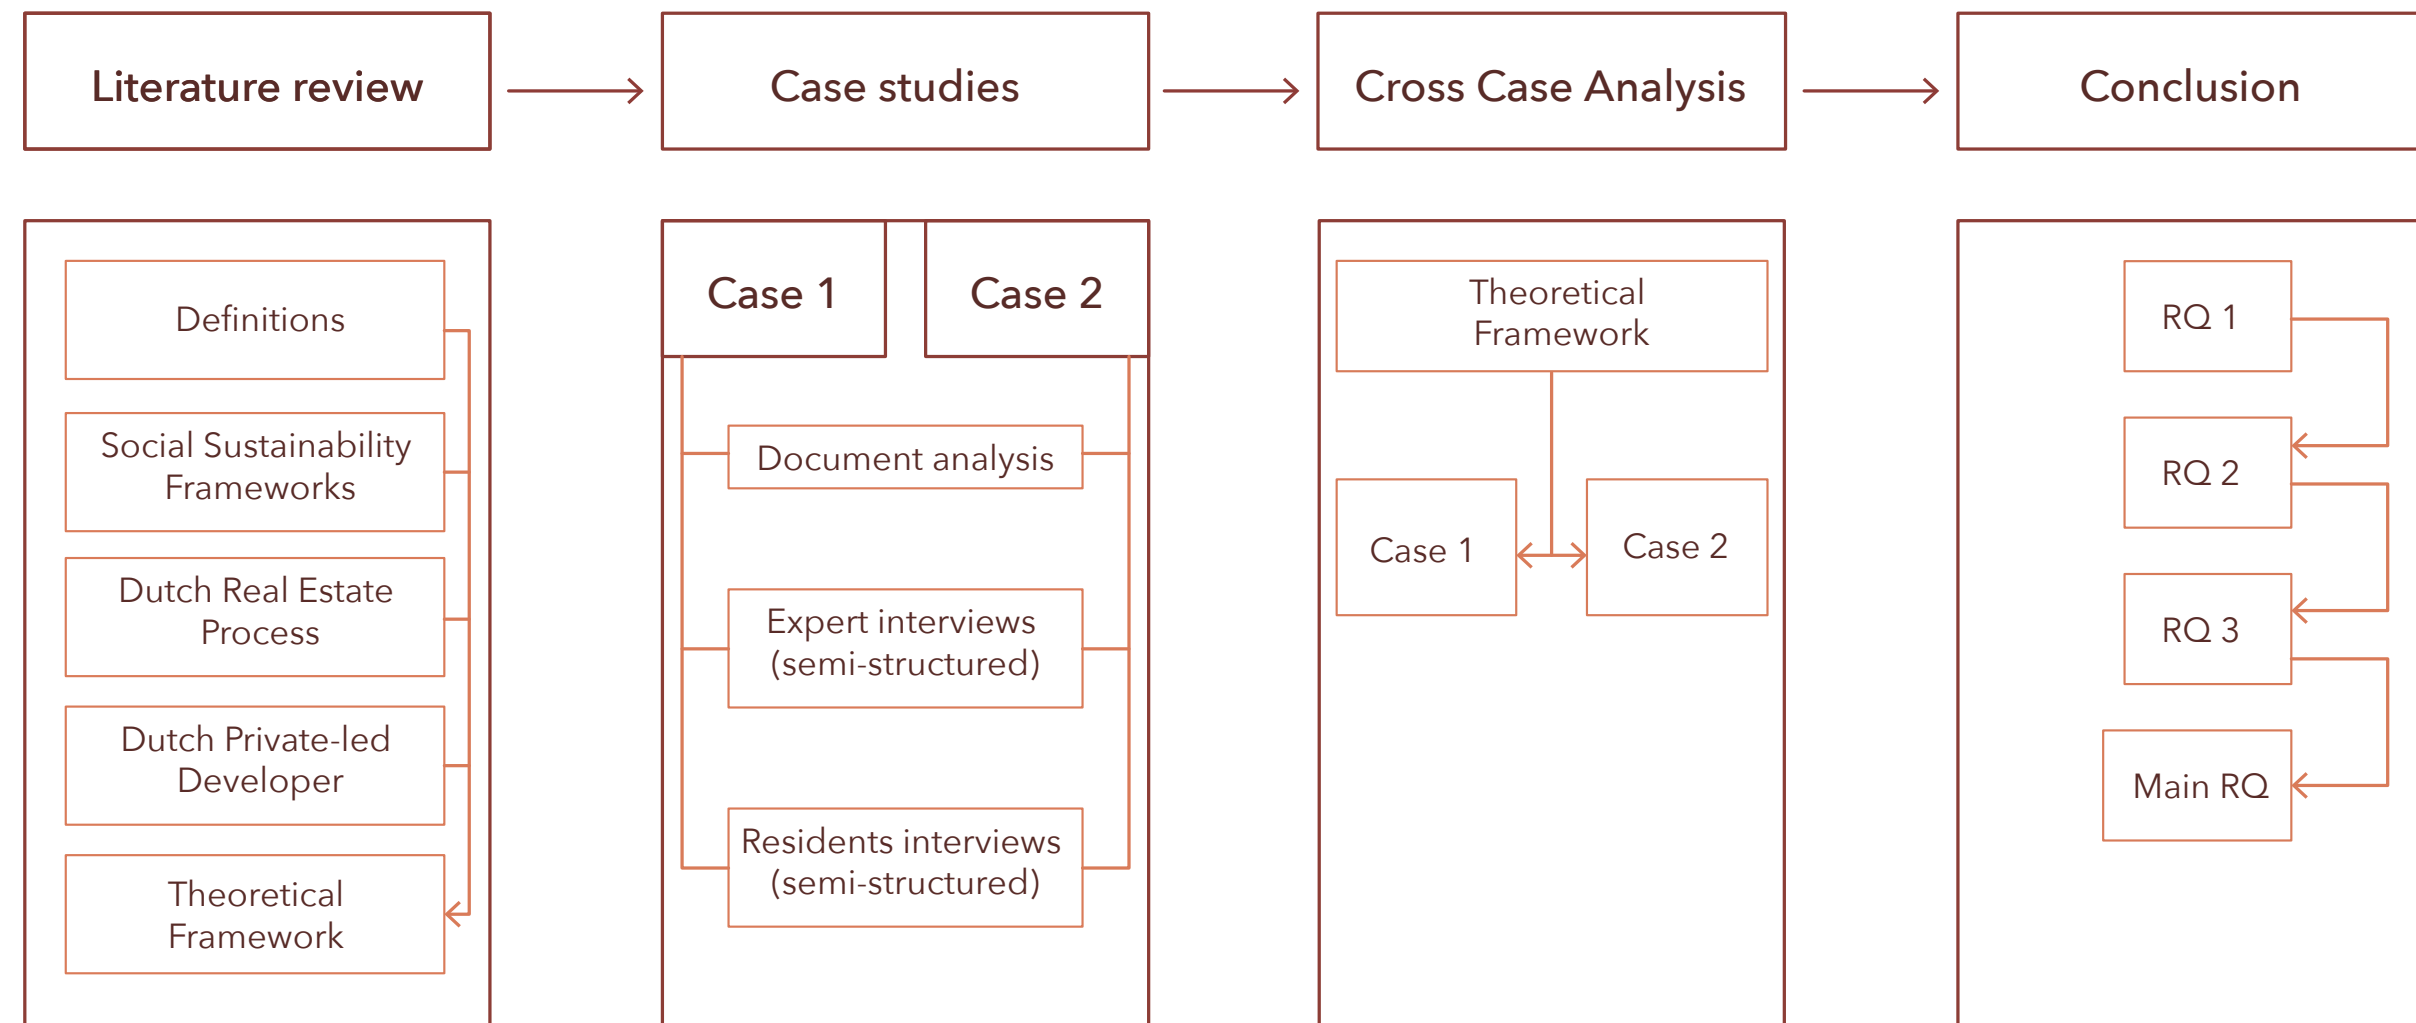 Literature review
Case studies
Cross Case Analysis
Conclusion
Definitions
Social Sustainability
Frameworks
Dutch Real Estate
Process
Dutch Private-led
Developer
Theoretical
Framework
Case 1
Case 2
Document analysis
Expert interviews
(semi-structured)
Residents interviews
(semi-structured)
Theoretical
Framework
Case 1
Case 2
RQ 1
RQ 2
RQ 3
Main RQ